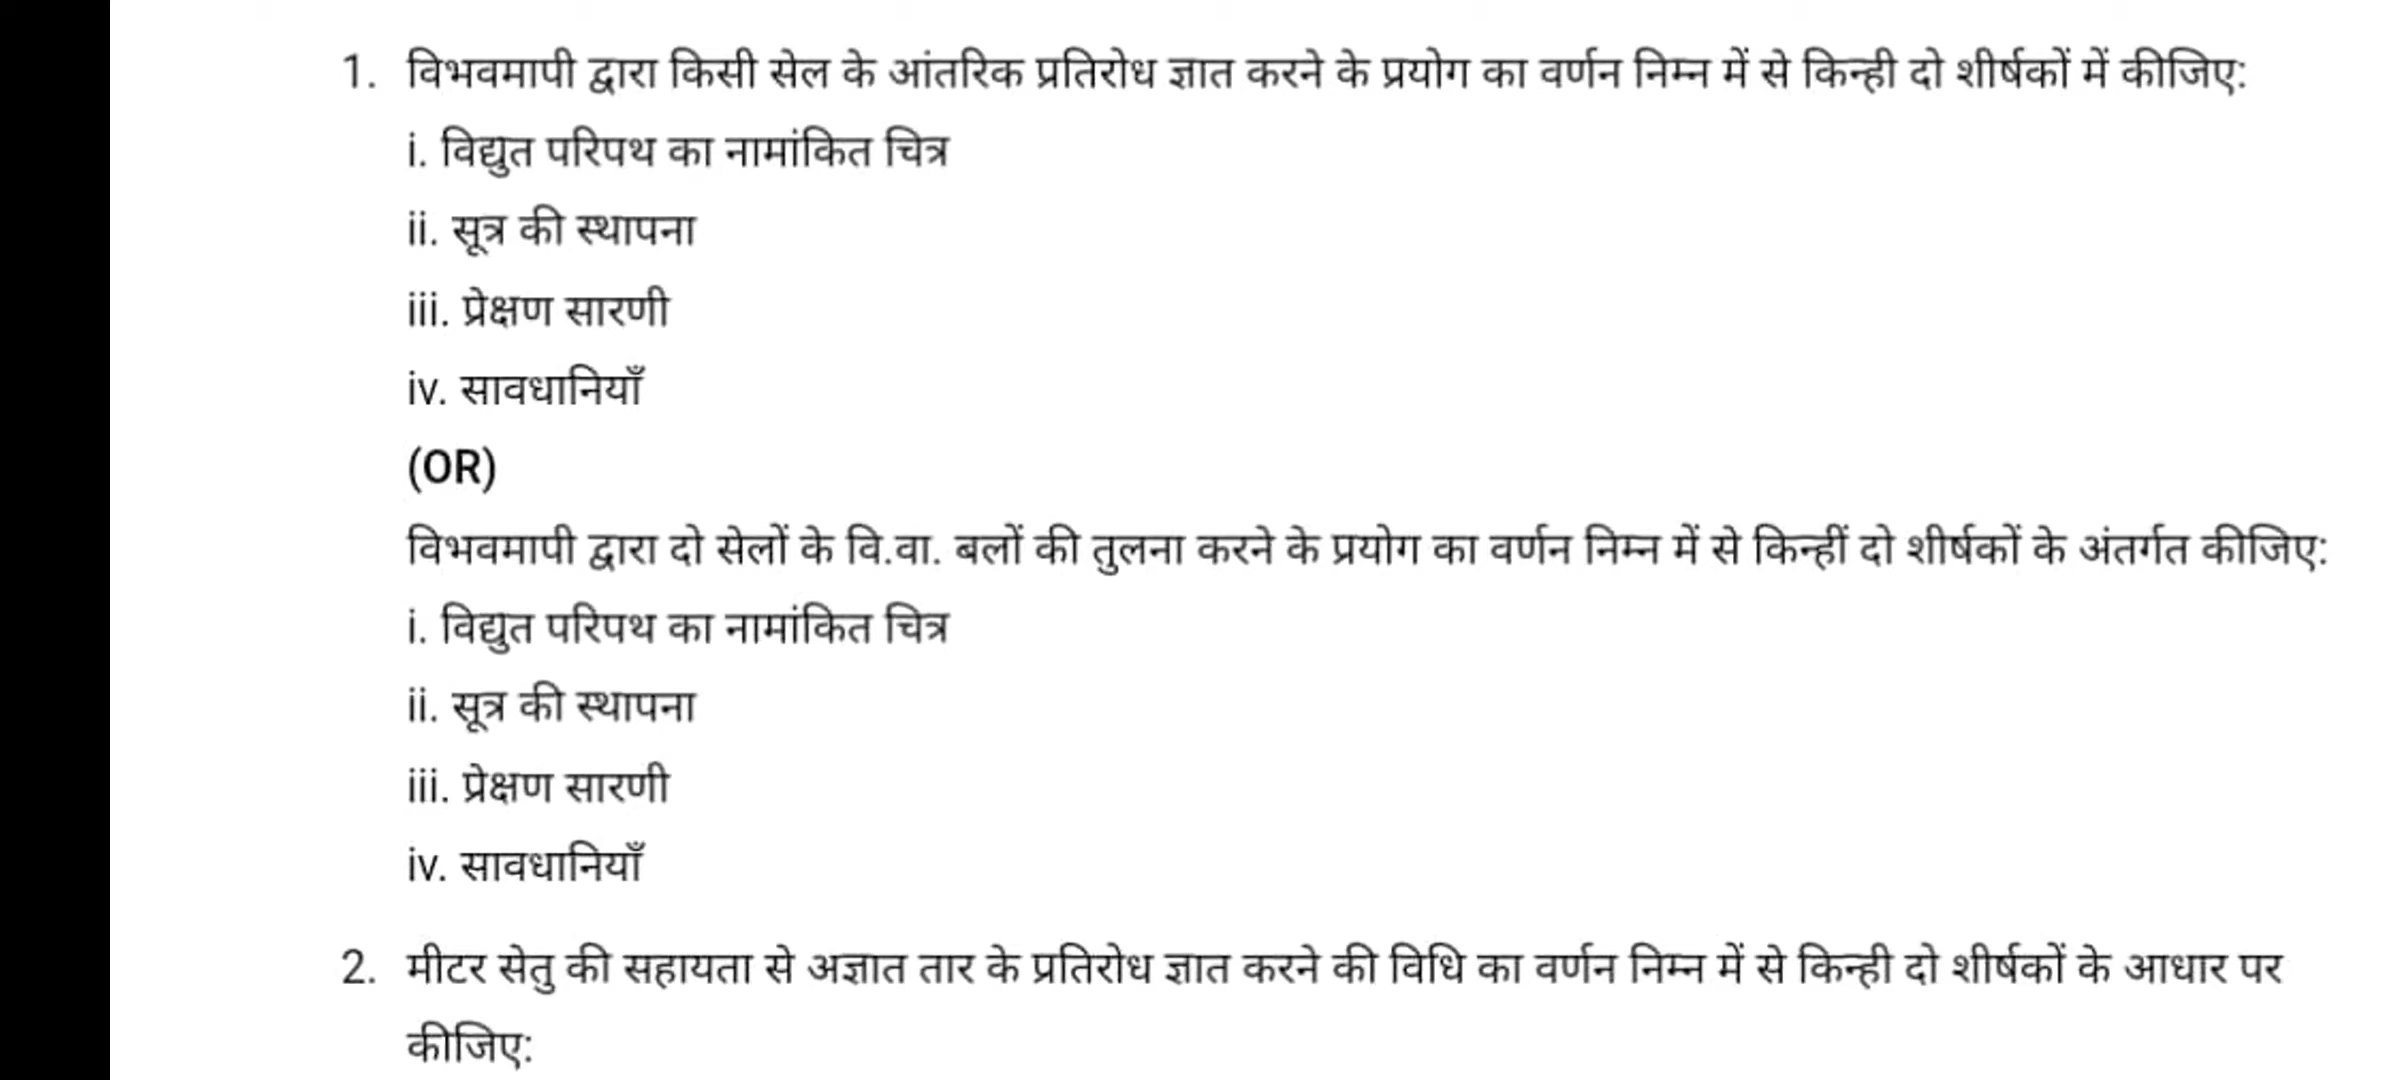 1. विभवमापी द्वारा किसी सेल के आंतरिक प्रतिरोध ज्ञात करने के प्रयोग का वर्णन निम्न में से किन्ही दो शीर्षकों में कीजिए:
i. विद्युत परिपथ का नामांकित चित्र
ii. सूत्र की स्थापना
iii. प्रेक्षण सारणी
iv. सावधानियाँ
(OR)
विभवमापी द्वारा दो सेलों के वि.वा. बलों की तुलना करने के प्रयोग का वर्णन निम्न में से किन्हीं दो शीर्षकों के अंतर्गत कीजिए:
i. विद्युत परिपथ का नामांकित चित्र
ii. सूत्र की स्थापना
iii. प्रेक्षण सारणी
iv. सावधानियाँ
2. मीटर सेतु की सहायता से अज्ञात तार के प्रतिरोध ज्ञात करने की विधि का वर्णन निम्न में से किन्ही दो शीर्षकों के आधार पर
कीजिए: